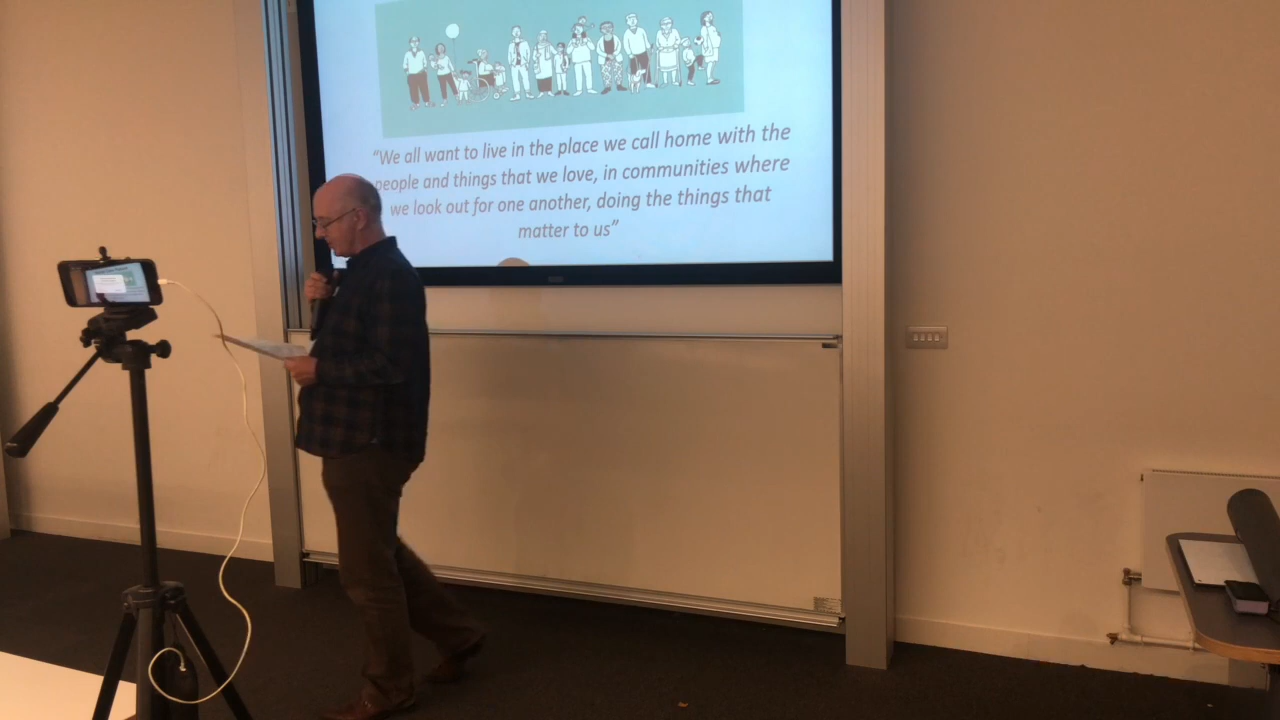 “We all want to live in the place we call home with the
people and things that we love, in communities where
we look out for one another, doing the things that
matter to us”